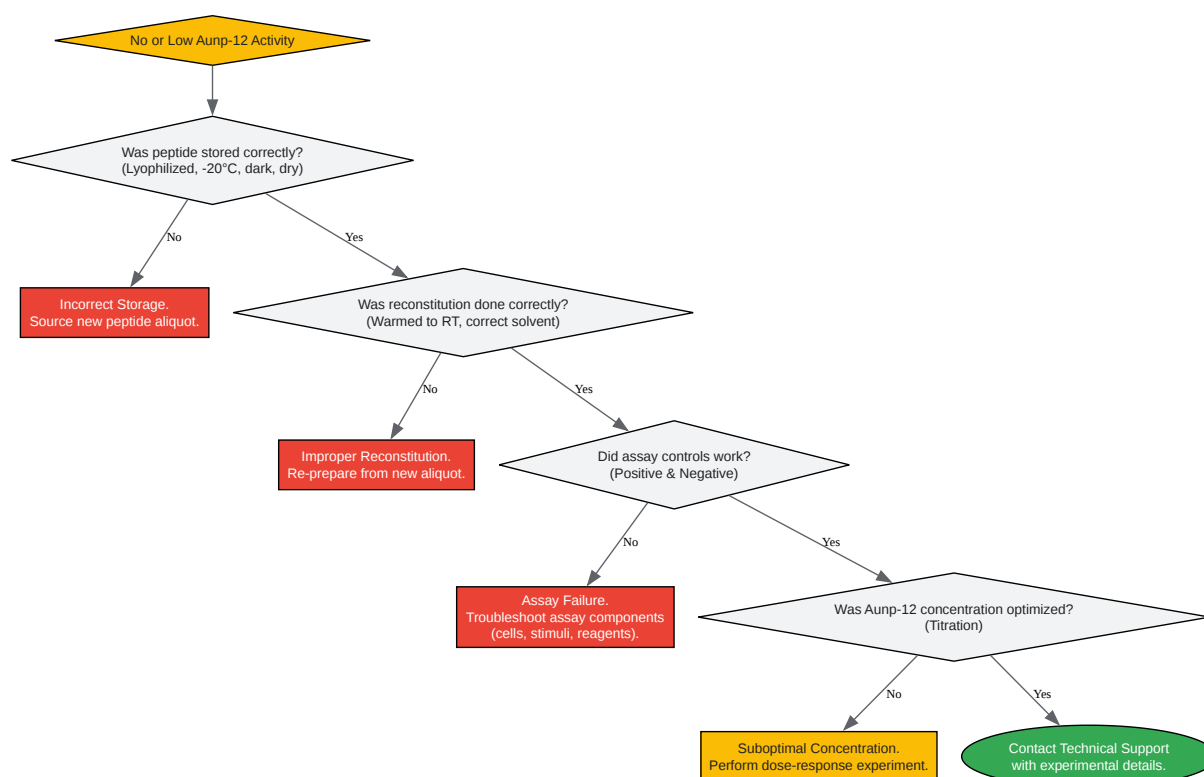 No or Low Aunp-12 Activity
Was peptide stored correctly?
(Lyophilized, -20°C, dark, dry)
No
Yes
Incorrect Storage.
Source new peptide aliquot.
Was reconstitution done correctly?
(Warmed to RT, correct solvent)
No
Yes
Improper Reconstitution.
Re-prepare from new aliquot.
Did assay controls work?
(Positive & Negative)
No
Yes
Assay Failure.
Troubleshoot assay components
(cells, stimuli, reagents).
Was Aunp-12 concentration optimized?
(Titration)
No
Yes
Suboptimal Concentration.
Perform dose-response experiment.
Contact Technical Support
with experimental details.